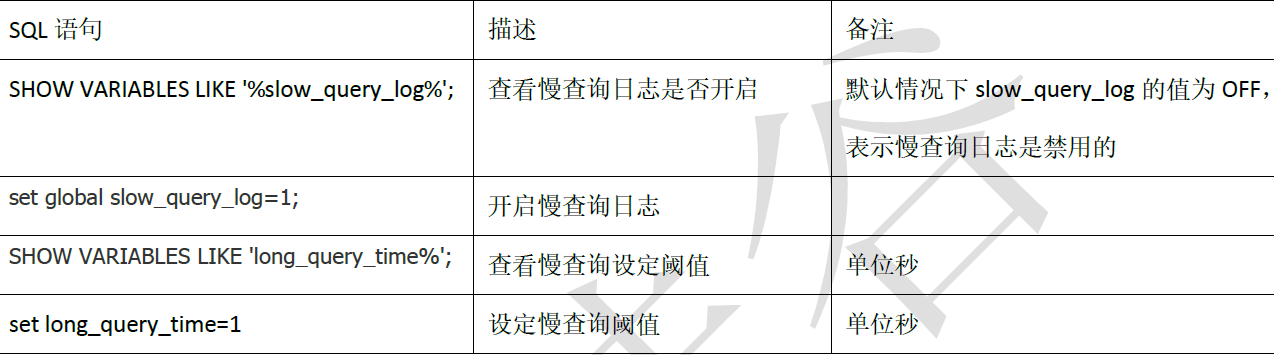 SQL 语句 描述 备注
SHOW VARIABLES LIKE '%slow_query_log%'; 查看慢查询日志是否开启 默认情况下 slow_query_log 的值为 OFF，
表示慢查询日志是禁用的
set global slow_query_log=1; 开启慢查询日志
SHOW VARIABLES LIKE 'long_query_time%'; 查看慢查询设定阈值 单位秒
set long_query_time=1 设定慢查询阈值 单位秒